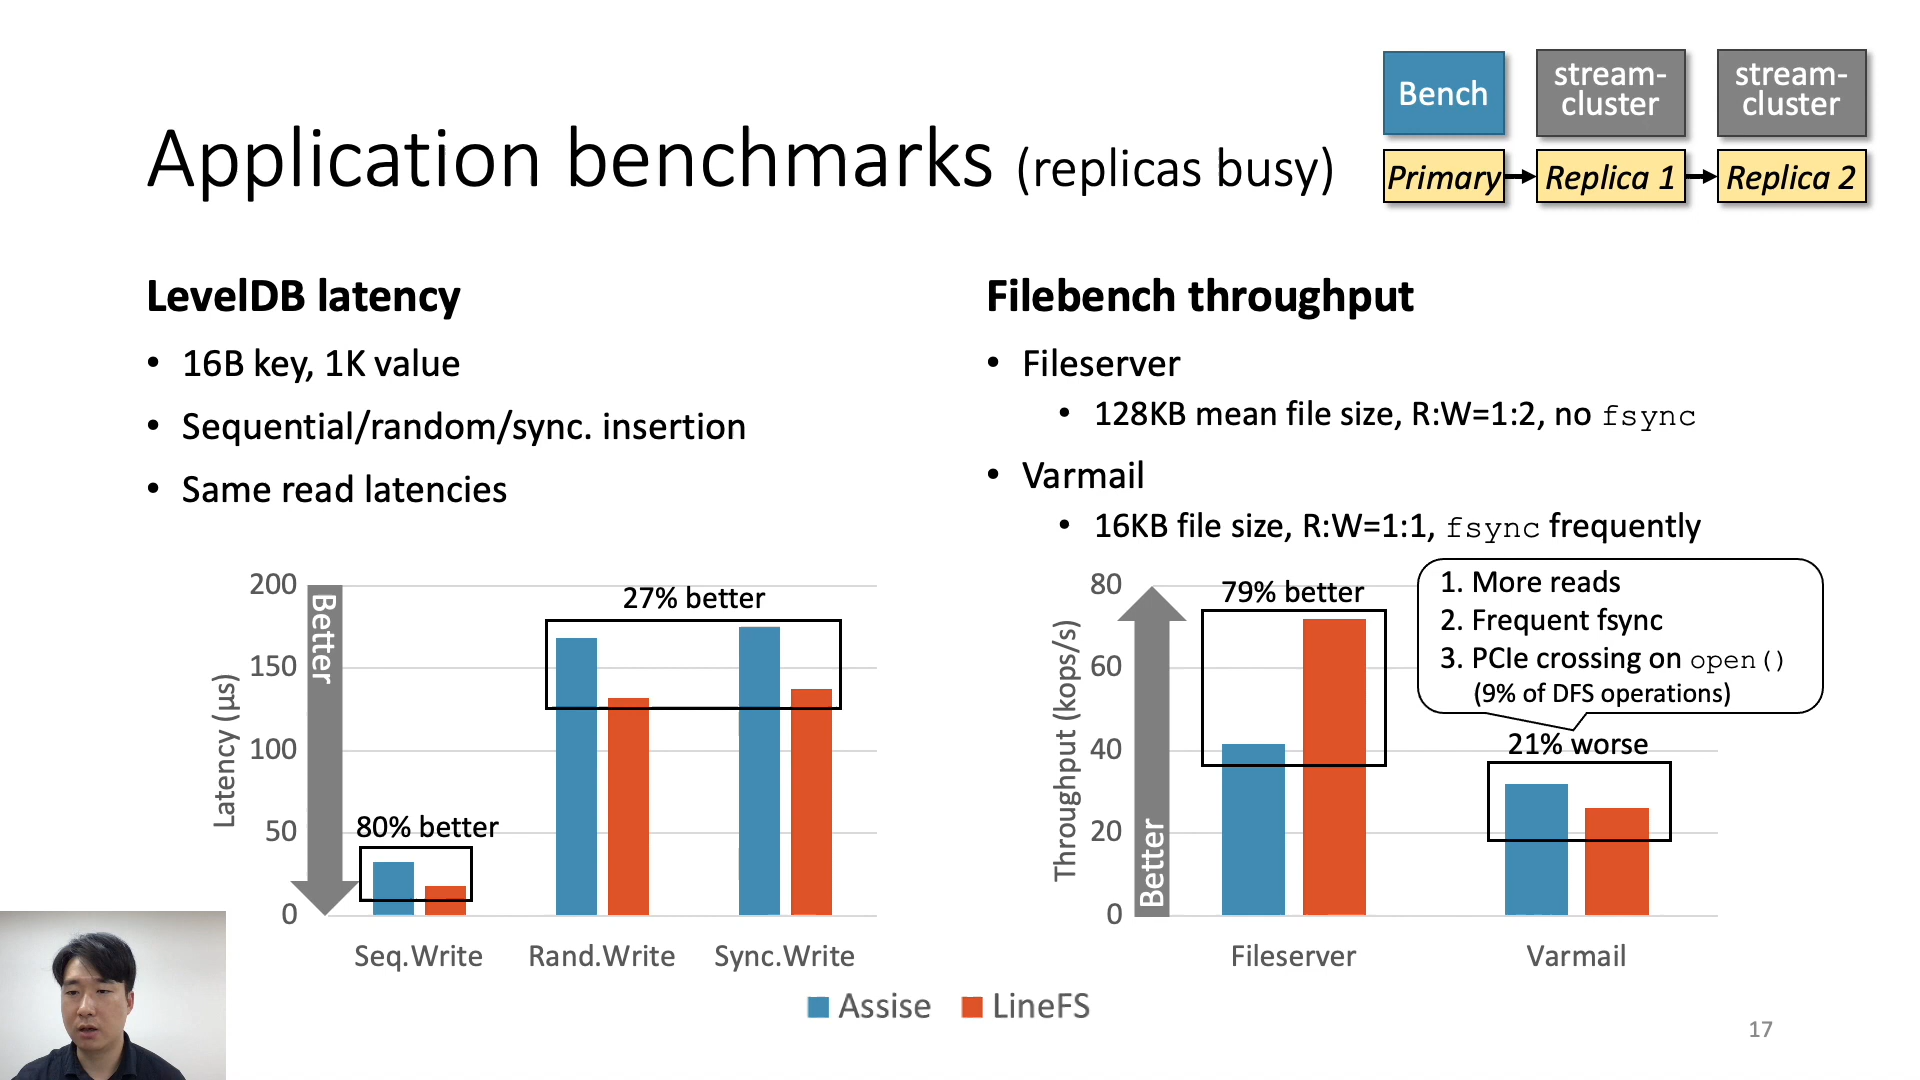 Bench
stream-
cluster
stream-
cluster
Primary
Replica 1
Replica 2
Application benchmarks (replicas busy)
LevelDB latency
• 16B key, 1K value
• Sequential/random/sync. insertion
• Same read latencies
Filebench throughput
• Fileserver
• 128KB mean file size, R:W=1:2, no fsync
• Varmail
• 16KB file size, R:W=1:1, fsync frequently
Latency (µs)
200
150
100
50
0
Better
80% better
27% better
Seq.Write
Rand.Write
Sync.Write
Throughput (kops/s)
80
60
40
20
0
Better
79% better
1. More reads
2. Frequent fsync
3. PCIe crossing on open()
(9% of DFS operations)
21% worse
Fileserver
Varmail
Assise
LineFS
17